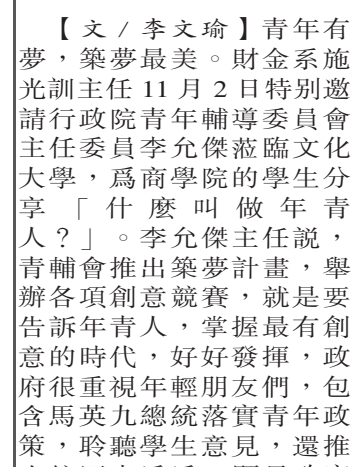 【文/李文瑜】青年有
夢，築夢最美。財金系施
光訓主任 11 月 2 日特別邀
請行政院青年輔導委員會
主任委員李允傑蒞臨文化
大學，爲商學院的學生分
享「什麼叫做年青
人？」。李允傑主任説，
青輔會推出築夢計畫，舉
辦各項創意競賽，就是要
告訴年青人，掌握最有創
意的時代，好好發揮，政
府很重視年輕朋友們，包
含馬英九總統落實青年政
策，聆聽學生意見，還推